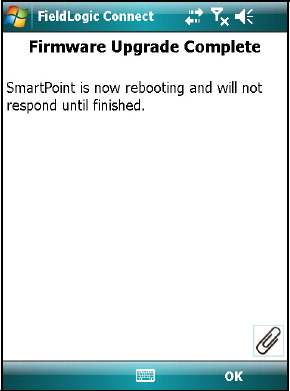 FieldLogic Connect
Firmware Upgrade Complete
SmartPoint is now rebooting and will not
respond until finished.
OK